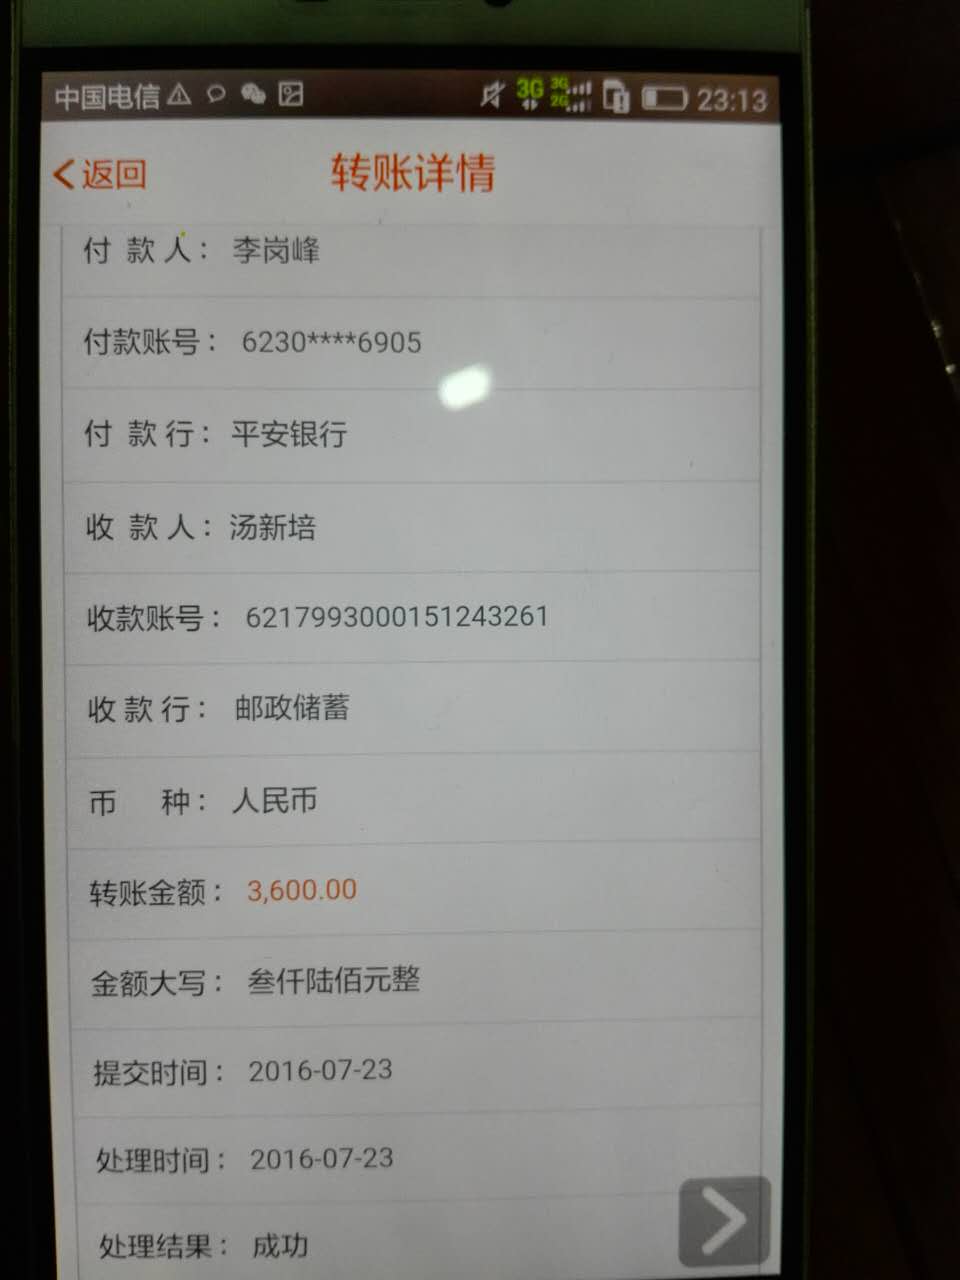 中国电信 3G 3G 2G 23:13
返回 转账详情
付 款 人： 李岗峰
付款账号： 6230****6905
付 款 行： 平安银行
收 款 人： 汤新培
收款账号： 6217993000151243261
收 款 行： 邮政储蓄
币 种： 人民币
转账金额： 3,600.00
金额大写： 叁仟陆佰元整
提交时间： 2016-07-23
处理时间： 2016-07-23
处理结果： 成功